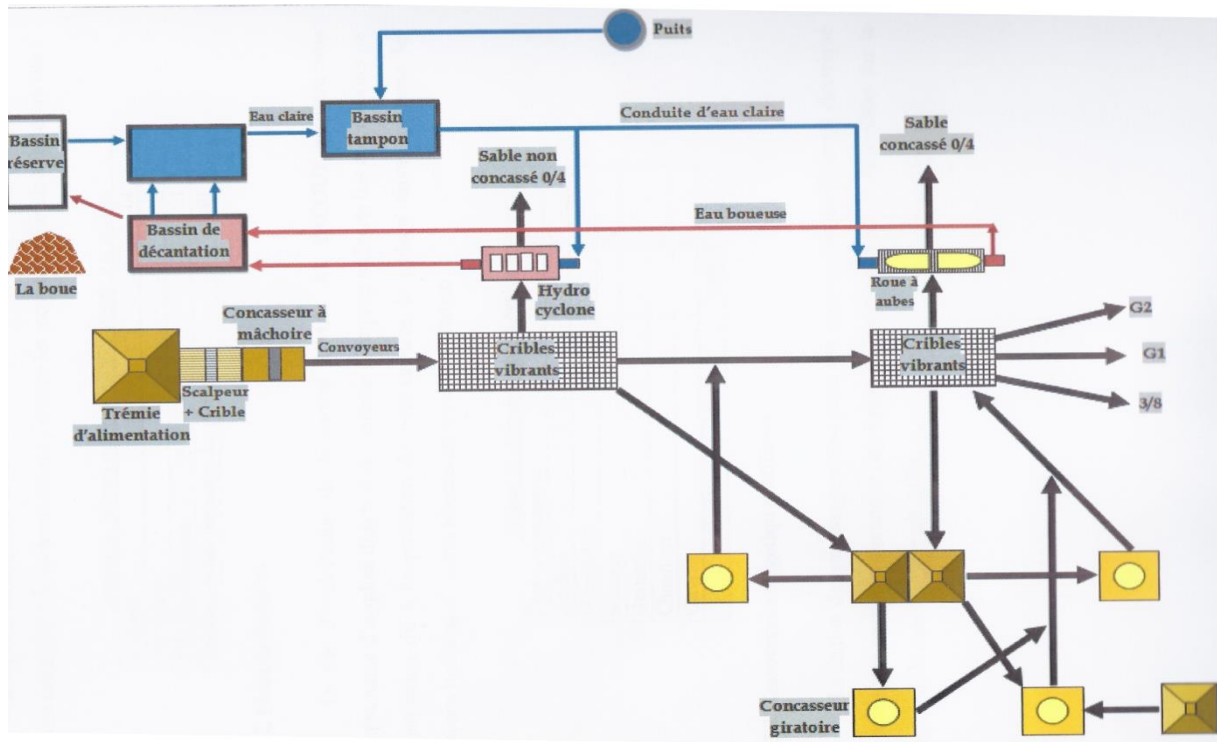 Puits
Eau claire
Bassin
tampon
Conduite d'eau claire
Sable
concassé 0/4
Bassin
réserve
Sable non
concassé 0/4
Eau boueuse
Bassin de
décantation
La boue
Hydro
cyclone
Roue à
aubes
Concasseur à
mâchoire
Convoyeurs
Cribles
vibrants
Cribles
vibrants
G2
G1
3/8
Scalpeur
+ Crible
Trémie
d'alimentation
Concasseur
giratoire